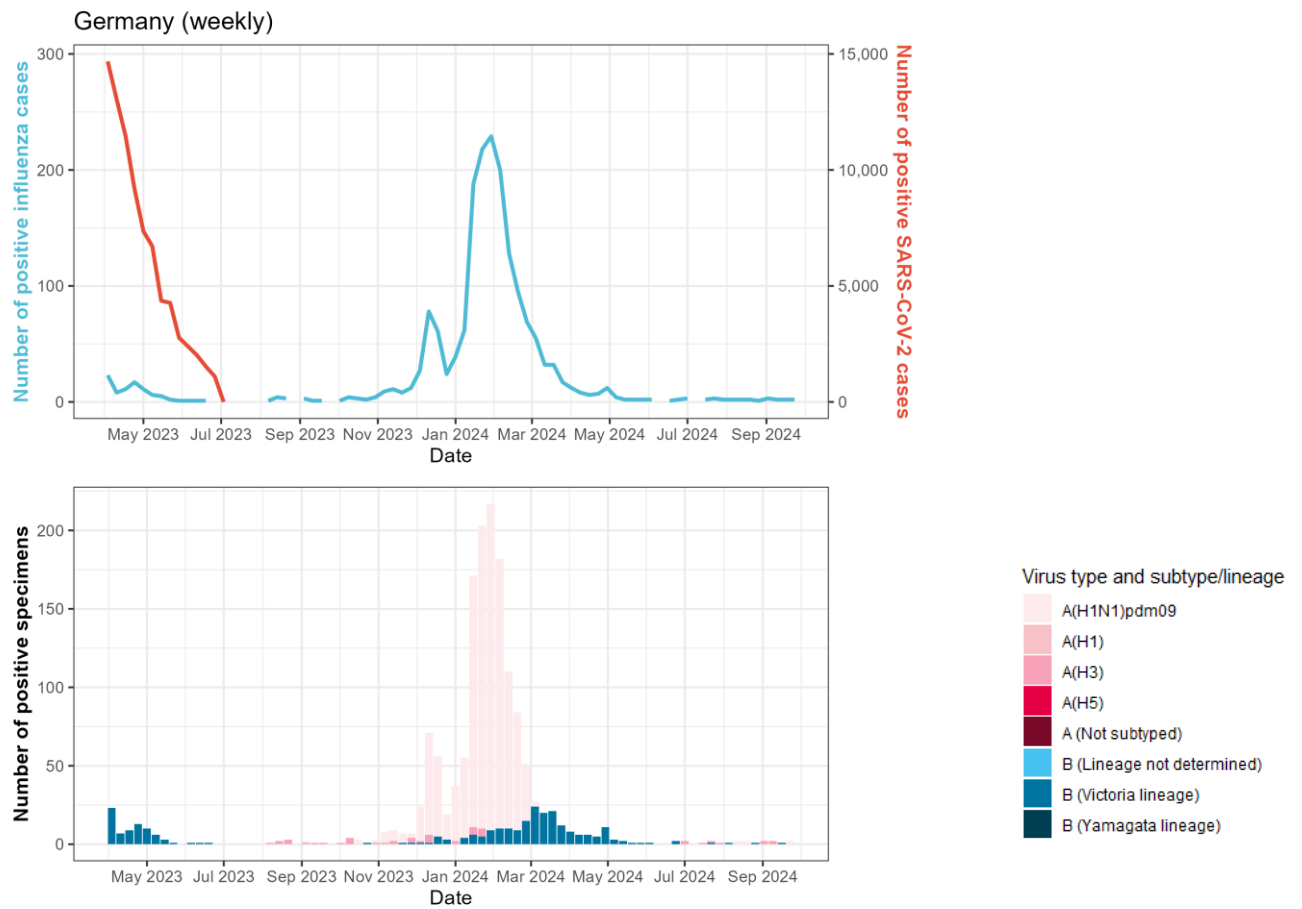 Germany (weekly)
Number of positive influenza cases
300
200
100
0
15,000
10,000
5,000
0
Number of positive SARS-CoV-2 cases
May 2023 Jul 2023 Sep 2023 Nov 2023 Jan 2024 Mar 2024 May 2024 Jul 2024 Sep 2024
Date
Number of positive specimens
200
150
100
50
0
May 2023 Jul 2023 Sep 2023 Nov 2023 Jan 2024 Mar 2024 May 2024 Jul 2024 Sep 2024
Date
Virus type and subtype/lineage
A(H1N1)pdm09
A(H1)
A(H3)
A(H5)
A (Not subtyped)
B (Lineage not determined)
B (Victoria lineage)
B (Yamagata lineage)